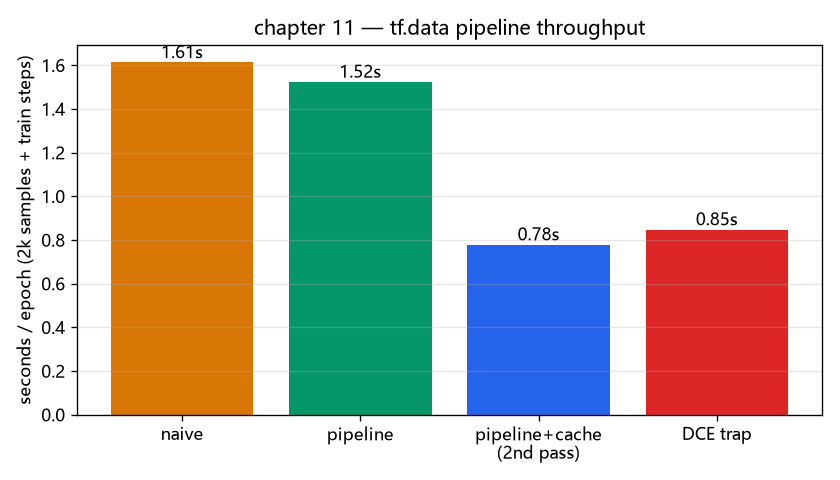 chapter 11 — tf.data pipeline throughput
seconds / epoch (2k samples + train steps)
1.6
1.4
1.2
1.0
0.8
0.6
0.4
0.2
0.0
1.61s
1.52s
0.78s
0.85s
naive
pipeline
pipeline+cache
(2nd pass)
DCE trap